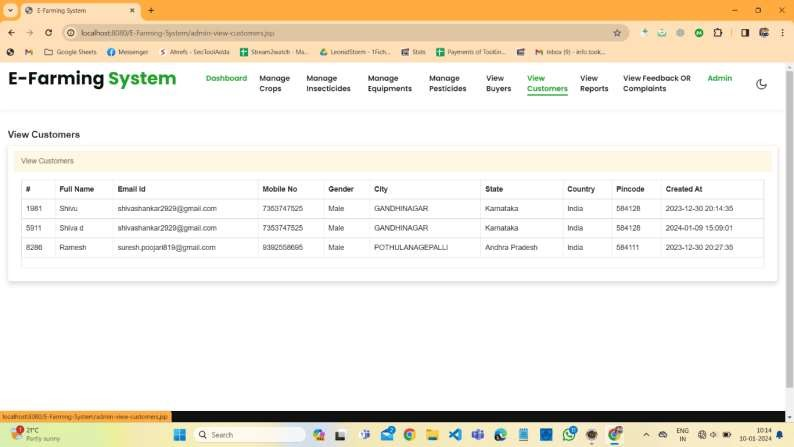 E-Farming System
localhost:8080/E-Farming-System/admin-view-customers.jsp
Google Sheets Messenger Ahrefs - SeoToolAdda Stream2watch - Ma... LeonidStorm - 1Fich... Stats Payments of ToolKin... Inbox (9) - info.took...
E-Farming System
Dashboard Manage Crops Manage Insecticides Manage Equipments Manage Pesticides View Buyers View Customers View Reports View Feedback OR Complaints Admin
View Customers
View Customers
# Full Name Email Id Mobile No Gender City State Country Pincode Created At
1981 Shivu shivashankar2929@gmail.com 7353747525 Male GANDHINAGAR Karnataka India 584128 2023-12-30 20:14:35
5911 Shiva d shivashankar2929@gmail.com 7353747525 Male GANDHINAGAR Karnataka India 584128 2024-01-09 15:09:01
8286 Ramesh suresh.poojari819@gmail.com 9392558695 Male POTHULANAGEPALLI Andhra Pradesh India 584111 2023-12-30 20:27:35
localhost:8080/E-Farming-System/admin-view-customers.jsp
21°C
Partly sunny
Search
ENG
IN
10:14
10-01-2024